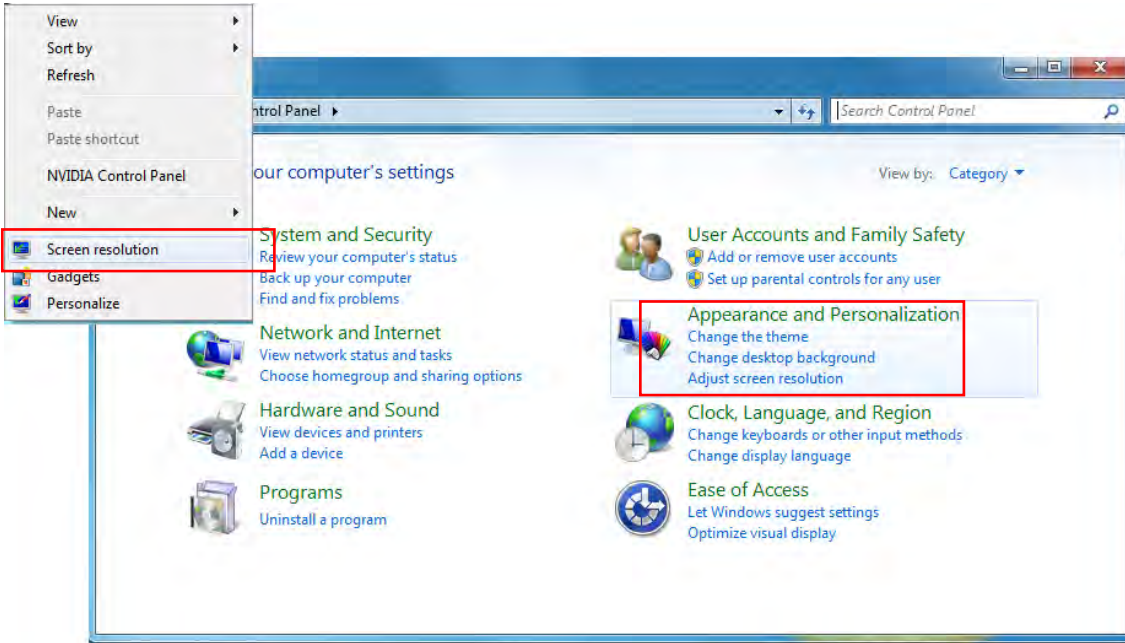 View
Sort by
Refresh
Paste
Paste shortcut
NVIDIA Control Panel
New
Screen resolution
Gadgets
Personalize
ntrol Panel
Search Control Panel
our computer's settings
View by: Category
System and Security
Review your computer's status
Back up your computer
Find and fix problems
Network and Internet
View network status and tasks
Choose homegroup and sharing options
Hardware and Sound
View devices and printers
Add a device
Programs
Uninstall a program
User Accounts and Family Safety
Add or remove user accounts
Set up parental controls for any user
Appearance and Personalization
Change the theme
Change desktop background
Adjust screen resolution
Clock, Language, and Region
Change keyboards or other input methods
Change display language
Ease of Access
Let Windows suggest settings
Optimize visual display